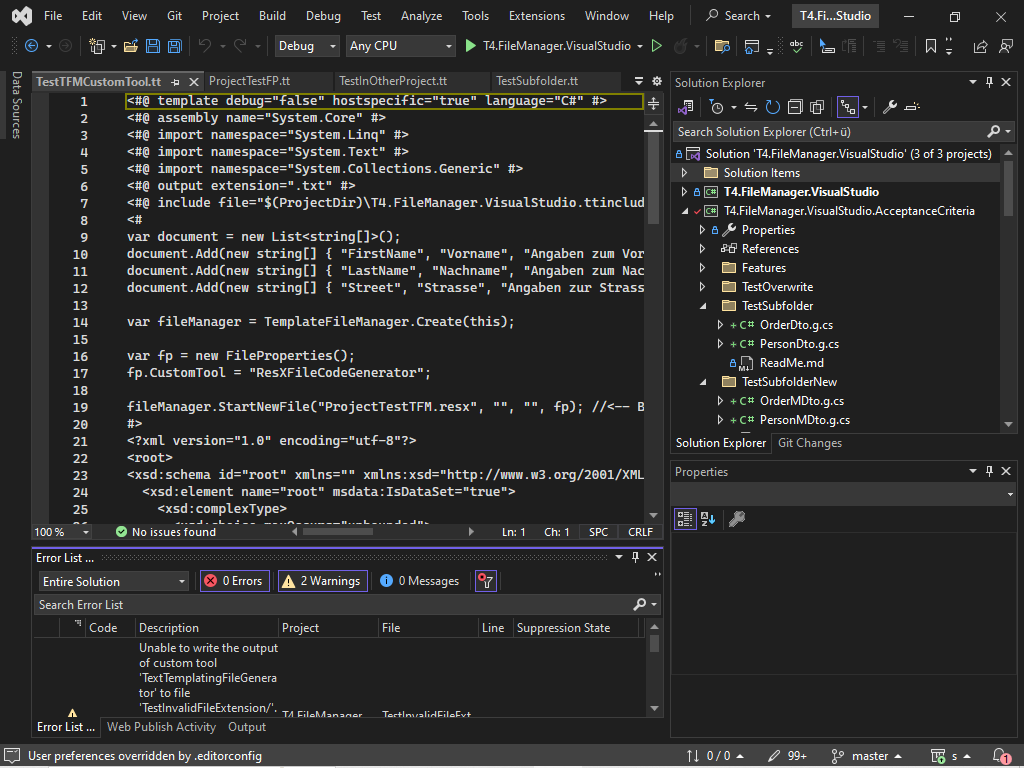 File Edit View Git Project Build Debug Test Analyze Tools Extensions Window Help Search T4.Fi...Studio
Debug Any CPU T4.FileManager.VisualStudio
Data Sources
TestTFMCustomTool.tt ProjectTestFP.tt TestInOtherProject.tt TestSubfolder.tt
1 <#@ template debug="false" hostspecific="true" language="C#" #>
2 <#@ assembly name="System.Core" #>
3 <#@ import namespace="System.Linq" #>
4 <#@ import namespace="System.Text" #>
5 <#@ import namespace="System.Collections.Generic" #>
6 <#@ output extension=".txt" #>
7 <#@ include file="$(ProjectDir)\T4.FileManager.VisualStudio.ttinclud
8 <#
9 var document = new List<string[]>();
10 document.Add(new string[] { "FirstName", "Vorname", "Angaben zum Vor
11 document.Add(new string[] { "LastName", "Nachname", "Angaben zum Nac
12 document.Add(new string[] { "Street", "Strasse", "Angaben zur Strass
13
14 var fileManager = TemplateFileManager.Create(this);
15
16 var fp = new FileProperties();
17 fp.CustomTool = "ResXFileCodeGenerator";
18
19 fileManager.StartNewFile("ProjectTestTFM.resx", "", "", fp); //<-- B
20 #>
21 <?xml version="1.0" encoding="utf-8"?>
22 <root>
23 <xsd:schema id="root" xmlns="" xmlns:xsd="http://www.w3.org/2001/XML
24 <xsd:element name="root" msdata:IsDataSet="true">
25 <xsd:complexType>
100 % No issues found Ln: 1 Ch: 1 SPC CRLF
Solution Explorer
Search Solution Explorer (Ctrl+ü)
Solution 'T4.FileManager.VisualStudio' (3 of 3 projects)
Solution Items
C# T4.FileManager.VisualStudio
C# T4.FileManager.VisualStudio.AcceptanceCriteria
Properties
References
Features
TestOverwrite
TestSubfolder
C# OrderDto.g.cs
C# PersonDto.g.cs
ReadMe.md
TestSubfolderNew
C# OrderMDto.g.cs
C# PersonMDto.g.cs
Solution Explorer Git Changes
Properties
Error List ...
Entire Solution 0 Errors 2 Warnings 0 Messages
Search Error List
Code Description Project File Line Suppression State
Unable to write the output
of custom tool
'TextTemplatingFileGenera
tor' to file
'TestInvalidFileExtension/'.
T4.FileManager TestInvalidFileExt
Error List ... Web Publish Activity Output
User preferences overridden by .editorconfig 0 / 0 99+ master s 1